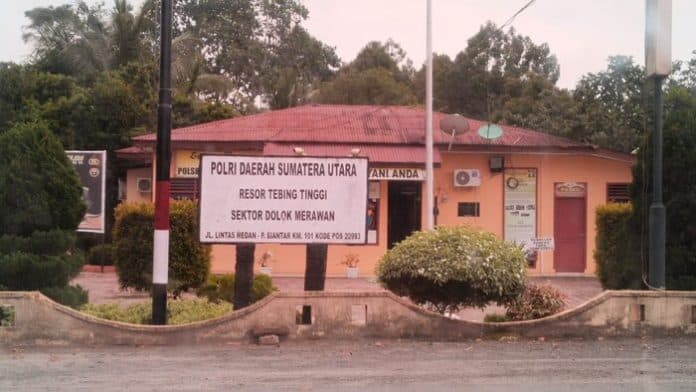 POLRI DAERAH SUMATERA UTARA
RESOR TEBING TINGGI
SEKTOR DOLOK MERAWAN
JL. LINTAS MEDAN - P. SIANTAR KM. 101 KODE POS 20993
YANI ANDA